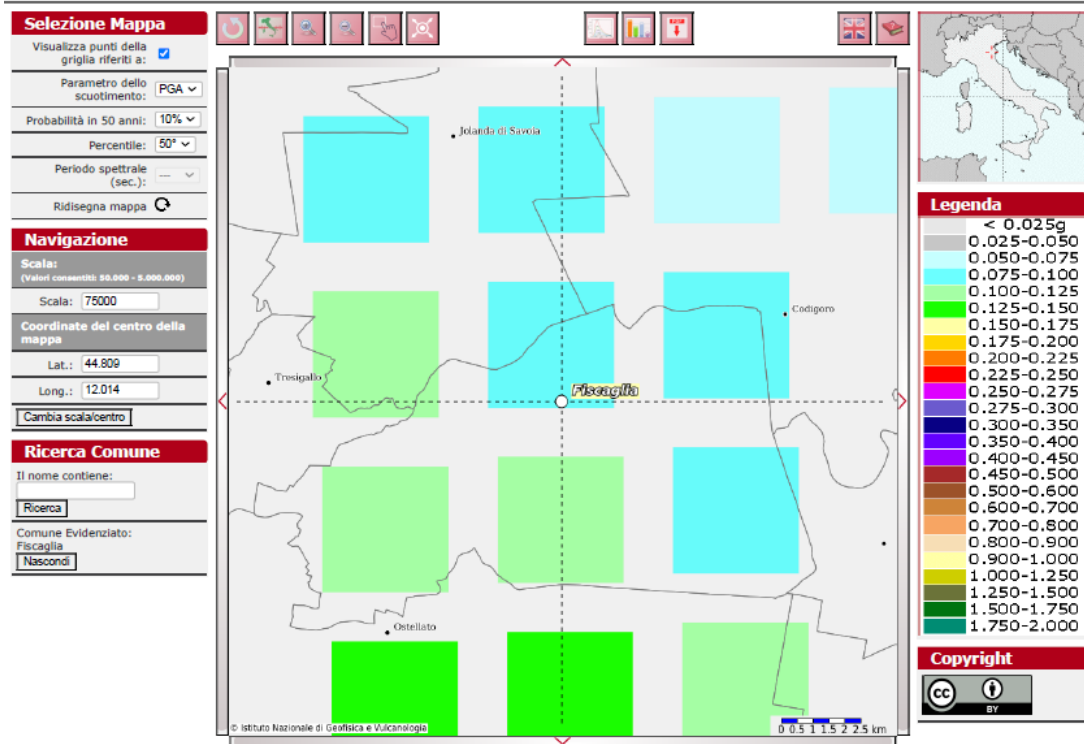 Selezione Mappa
Visualizza punti della
griglia riferiti a:
Parametro dello
scuotimento: PGA
Probabilità in 50 anni: 10%
Percentile: 50°
Periodo spettrale
(sec.): ---
Ridisegna mappa
Navigazione
Scala:
(Valori consentiti: 50.000 - 5.000.000)
Scala: 75000
Coordinate del centro della
mappa
Lat.: 44.809
Long.: 12.014
Cambia scala/centro
Ricerca Comune
Il nome contiene:
Ricerca
Comune Evidenziato:
Fiscaglia
Nascondi
PDF
Jolanda di Savoia
Codigoro
Tresigallo
Fiscaglia
Ostellato
© Istituto Nazionale di Geofisica e Vulcanologia
0 0.5 1 1.5 2 2.5 km
Legenda
< 0.025g
0.025-0.050
0.050-0.075
0.075-0.100
0.100-0.125
0.125-0.150
0.150-0.175
0.175-0.200
0.200-0.225
0.225-0.250
0.250-0.275
0.275-0.300
0.300-0.350
0.350-0.400
0.400-0.450
0.450-0.500
0.500-0.600
0.600-0.700
0.700-0.800
0.800-0.900
0.900-1.000
1.000-1.250
1.250-1.500
1.500-1.750
1.750-2.000
Copyright
cc
BY